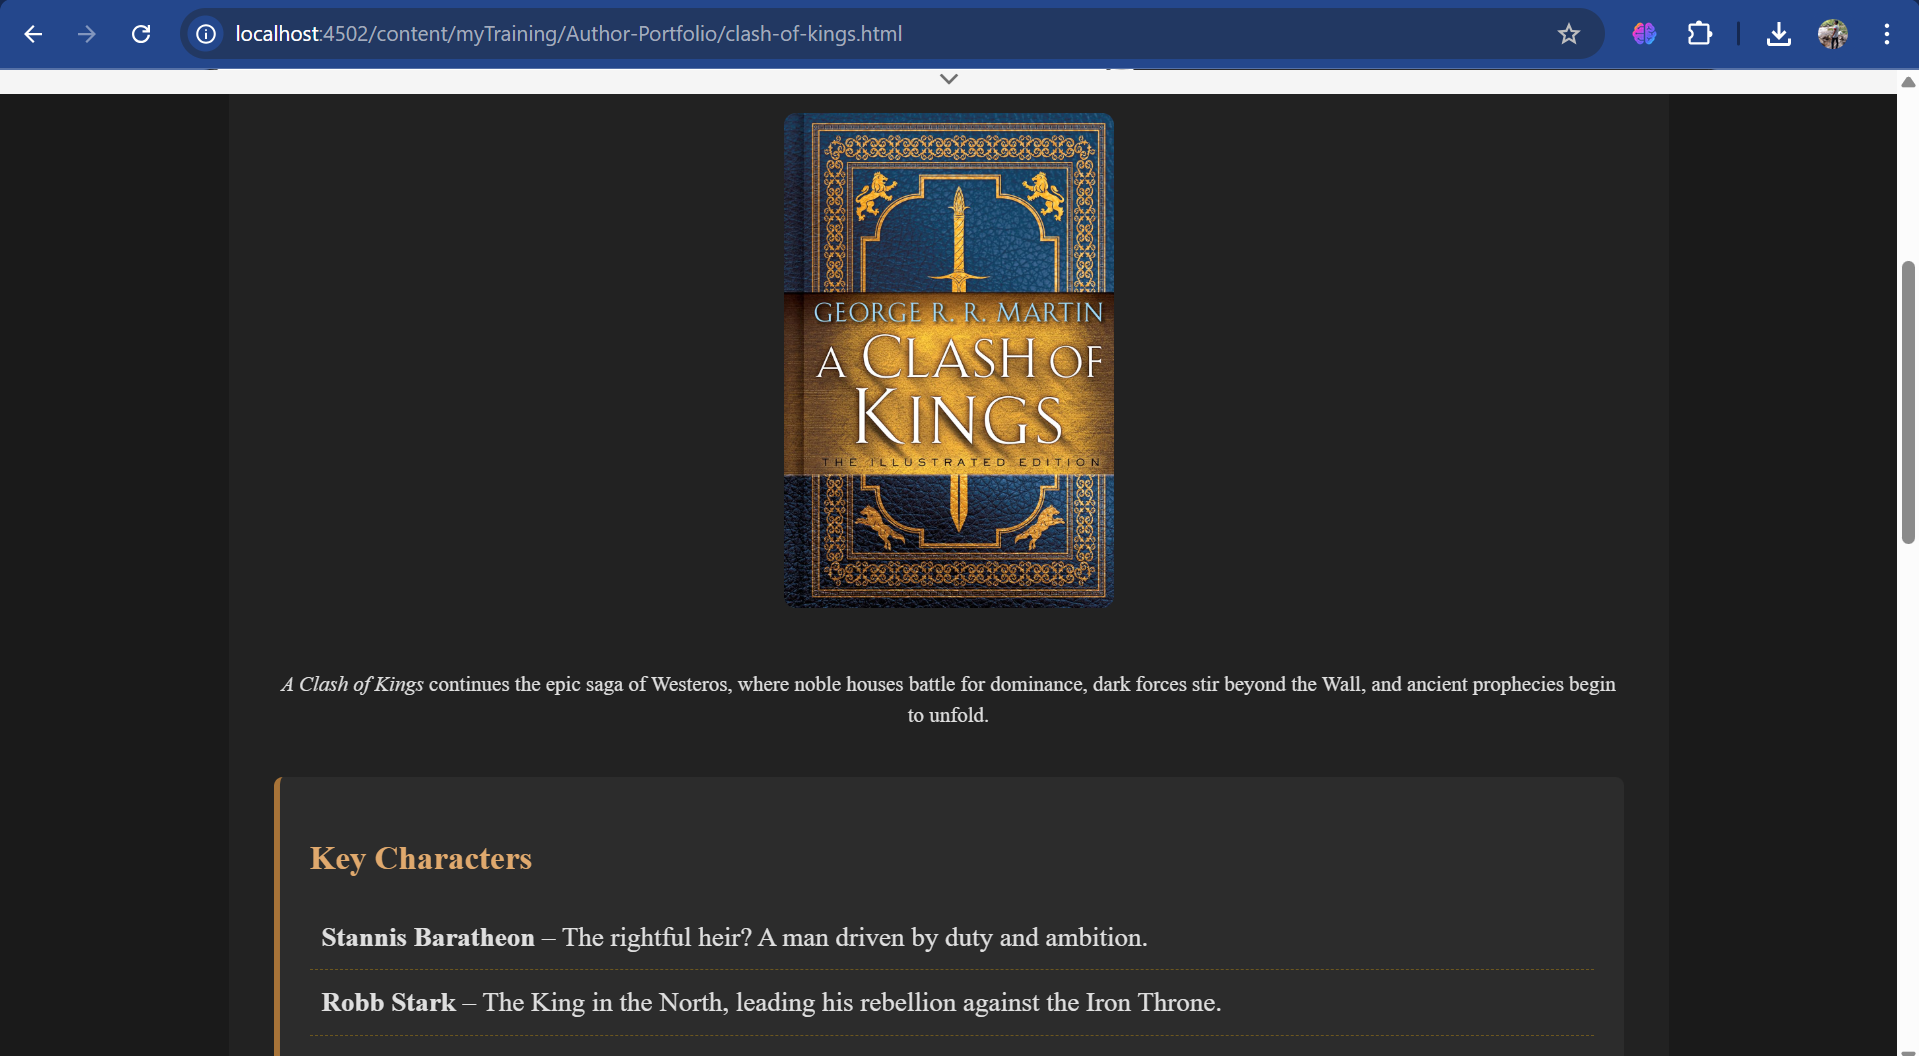 localhost:4502/content/myTraining/Author-Portfolio/clash-of-kings.html
GEORGE R. R. MARTIN
A CLASH OF
KINGS
THE ILLUSTRATED EDITION
A Clash of Kings continues the epic saga of Westeros, where noble houses battle for dominance, dark forces stir beyond the Wall, and ancient prophecies begin
to unfold.
Key Characters
Stannis Baratheon – The rightful heir? A man driven by duty and ambition.
Robb Stark – The King in the North, leading his rebellion against the Iron Throne.